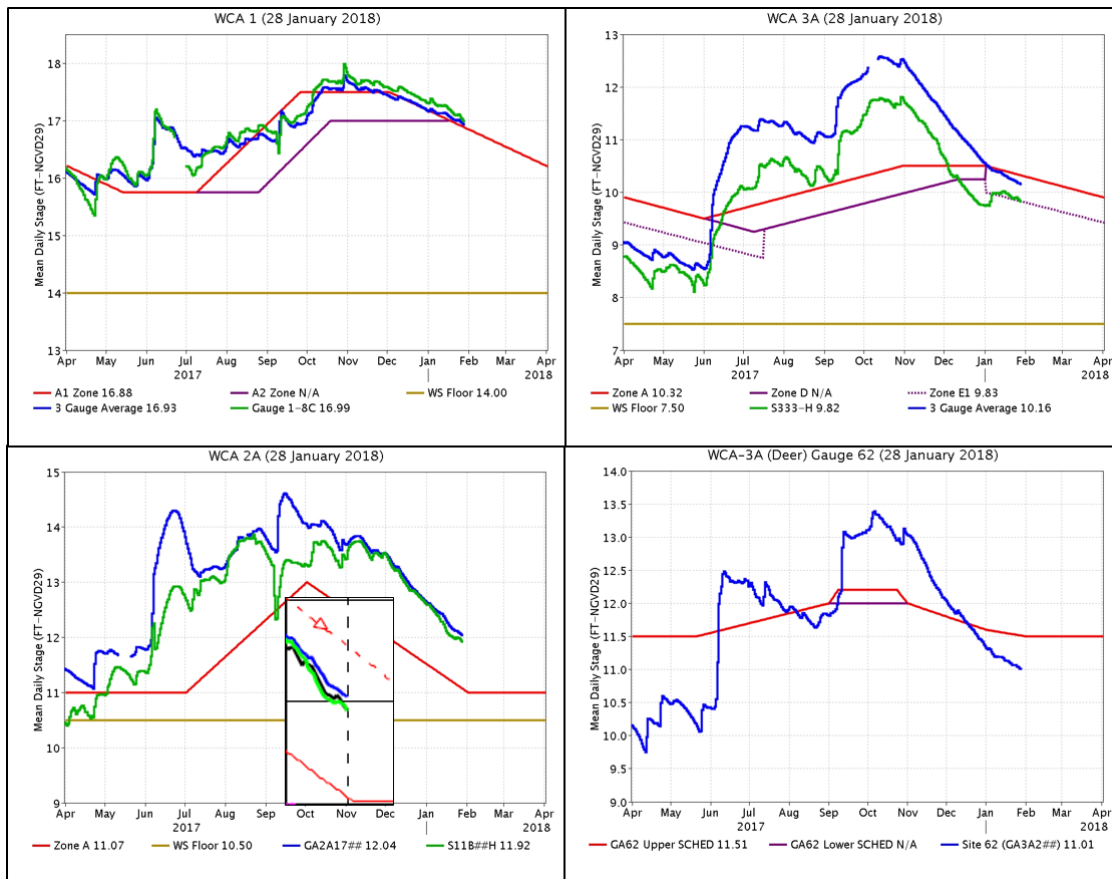 WCA 1 (28 January 2018)
Mean Daily Stage (FT-NGVD29)
18
17
16
15
14
13
Apr May Jun Jul Aug Sep Oct Nov Dec Jan Feb Mar Apr
2017 2018
A1 Zone 16.88 A2 Zone N/A WS Floor 14.00
3 Gauge Average 16.93 Gauge 1-8C 16.99
WCA 3A (28 January 2018)
Mean Daily Stage (FT-NGVD29)
13
12
11
10
9
8
7
Apr May Jun Jul Aug Sep Oct Nov Dec Jan Feb Mar Apr
2017 2018
Zone A 10.32 Zone D N/A Zone E1 9.83
WS Floor 7.50 S333-H 9.82 3 Gauge Average 10.16
WCA 2A (28 January 2018)
Mean Daily Stage (FT-NGVD29)
15
14
13
12
11
10
9
Apr May Jun Jul Aug Sep Oct Nov Dec Jan Feb Mar Apr
2017 2018
Zone A 11.07 WS Floor 10.50 GA2A17## 12.04 S11B##H 11.92
WCA-3A (Deer) Gauge 62 (28 January 2018)
Mean Daily Stage (FT-NGVD29)
14.0
13.5
13.0
12.5
12.0
11.5
11.0
10.5
10.0
9.5
9.0
Apr May Jun Jul Aug Sep Oct Nov Dec Jan Feb Mar Apr
2017 2018
GA62 Upper SCHED 11.51 GA62 Lower SCHED N/A Site 62 (GA3A2##) 11.01